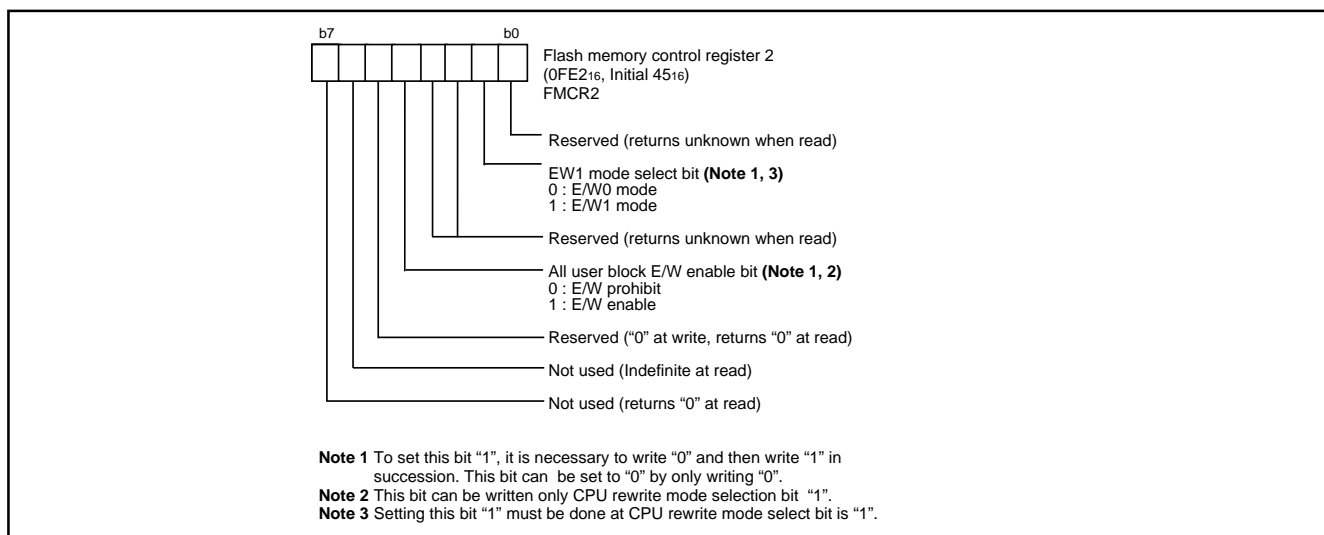 b7 b0
Flash memory control register 2
(0FE216, Initial 4516)
FMCR2
Reserved (returns unknown when read)
EW1 mode select bit (Note 1, 3)
0 : E/W0 mode
1 : E/W1 mode
Reserved (returns unknown when read)
All user block E/W enable bit (Note 1, 2)
0 : E/W prohibit
1 : E/W enable
Reserved (“0” at write, returns “0” at read)
Not used (Indefinite at read)
Not used (returns “0” at read)
Note 1 To set this bit “1”, it is necessary to write “0” and then write “1” in
succession. This bit can be set to “0” by only writing “0”.
Note 2 This bit can be written only CPU rewrite mode selection bit “1”.
Note 3 Setting this bit “1” must be done at CPU rewrite mode select bit is “1”.